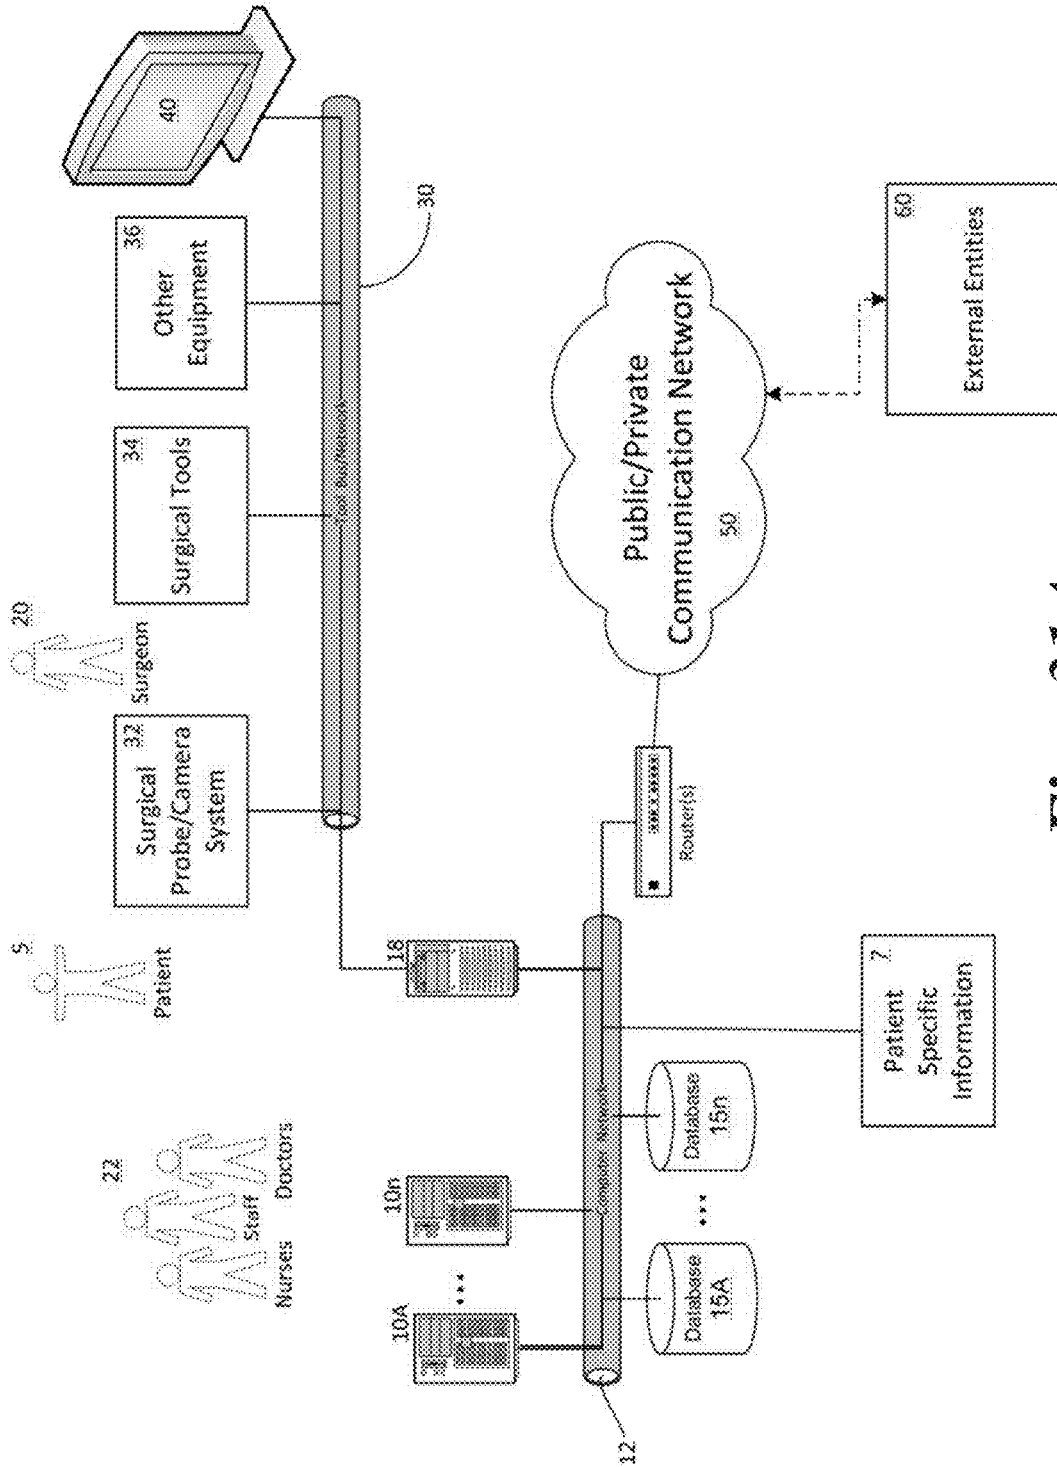 22
Nurses
Staff
Doctors
5
Patient
20
Surgeon
32
Surgical
Probe/Camera
System
34
Surgical Tools
36
Other
Equipment
40
30
10A
...
10n
18
12
Computer Network
Database
15A
...
Database
15n
7
Patient
Specific
Information
Router(s)
Public/Private
Communication Network
50
60
External Entities